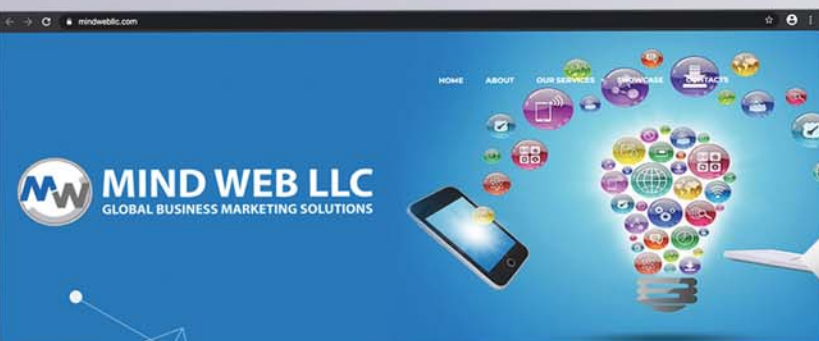 mindwebllc.com
HOME ABOUT OUR SERVICES SHOWCASE CONTACTS
MW MIND WEB LLC
GLOBAL BUSINESS MARKETING SOLUTIONS